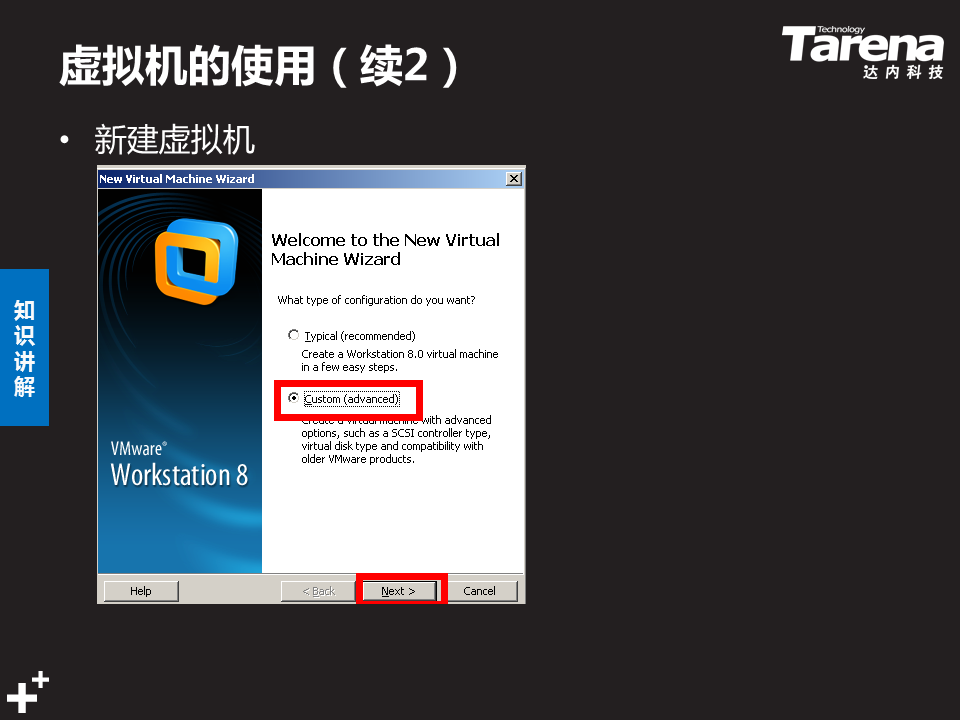 虚拟机的使用（续2）
Technology
Tarena
达内科技
• 新建虚拟机
New Virtual Machine Wizard
Welcome to the New Virtual
Machine Wizard
What type of configuration do you want?
Typical (recommended)
Create a Workstation 8.0 virtual machine
in a few easy steps.
Custom (advanced)
Create a virtual machine with advanced
options, such as a SCSI controller type,
virtual disk type and compatibility with
older VMware products.
VMware®
Workstation 8
Help
< Back
Next >
Cancel
知识讲解